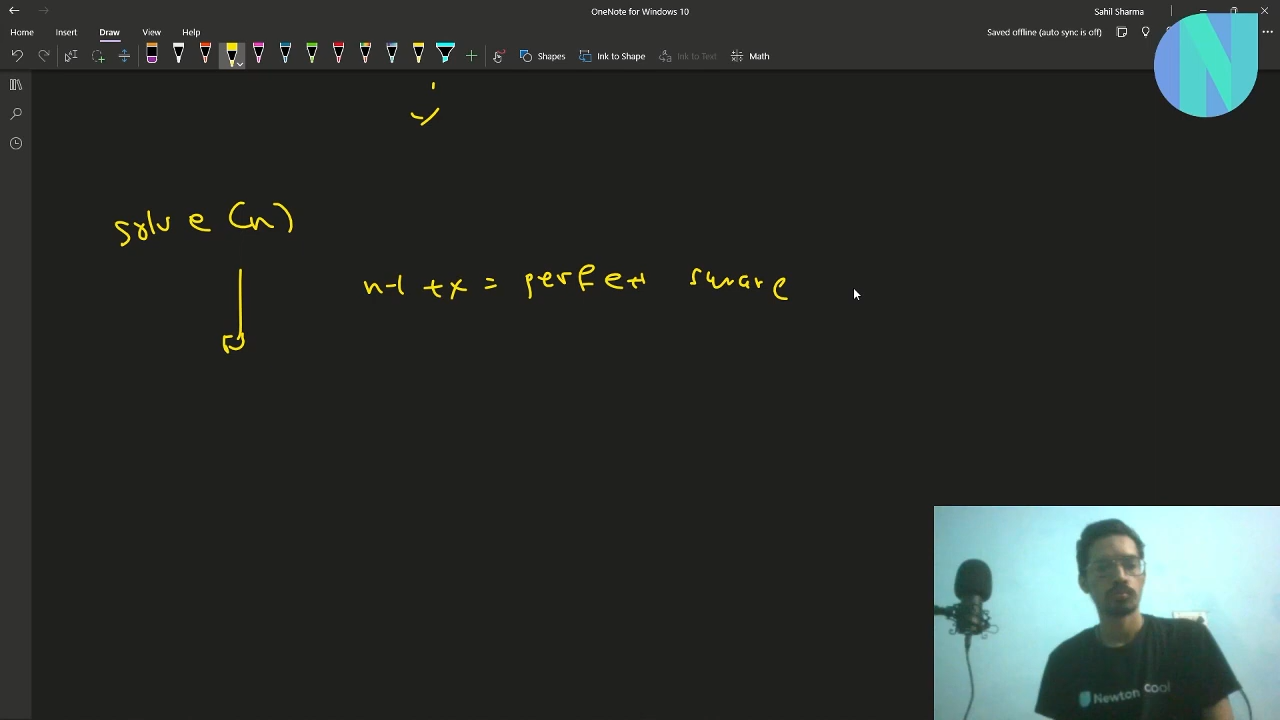 OneNote for Windows 10
Sahil Sharma
Home Insert Draw View Help
Saved offline (auto sync is off)
Shapes Ink to Shape Ink to Text Math
solve (n)
n-1 + x = perfect square
Newton